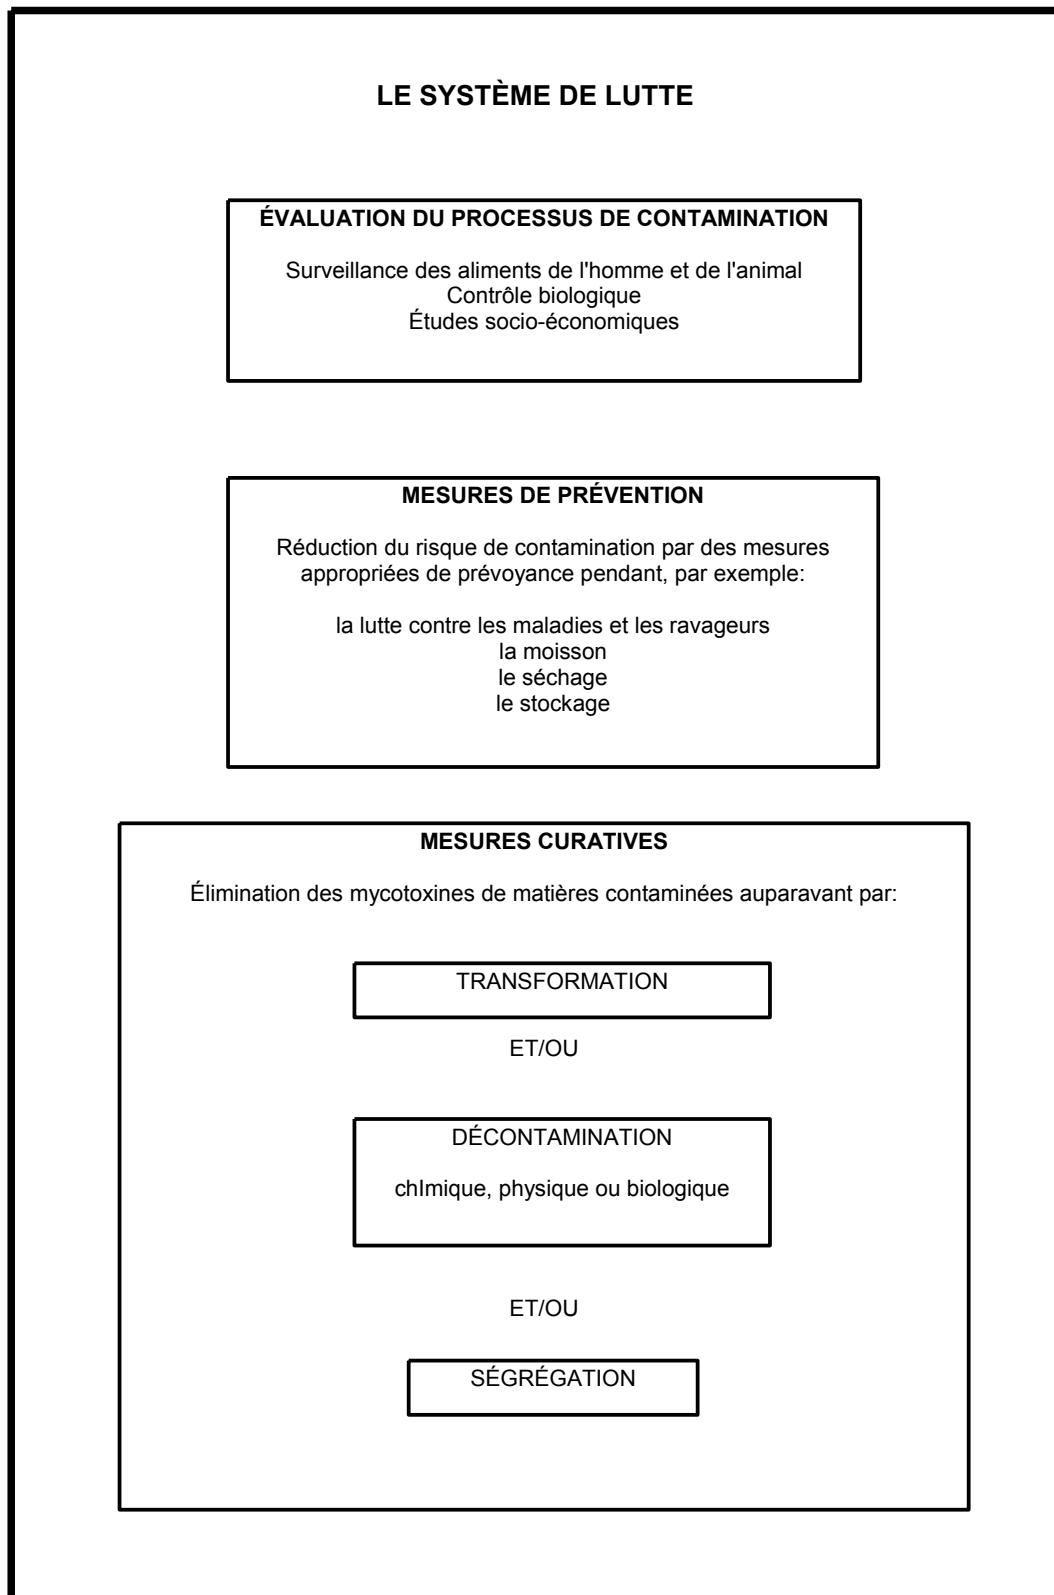 LE SYSTÈME DE LUTTE
ÉVALUATION DU PROCESSUS DE CONTAMINATION
Surveillance des aliments de l'homme et de l'animal
Contrôle biologique
Études socio-économiques
MESURES DE PRÉVENTION
Réduction du risque de contamination par des mesures
appropriées de prévoyance pendant, par exemple:
la lutte contre les maladies et les ravageurs
la moisson
le séchage
le stockage
MESURES CURATIVES
Élimination des mycotoxines de matières contaminées auparavant par:
TRANSFORMATION
ET/OU
DÉCONTAMINATION
chImique, physique ou biologique
ET/OU
SÉGRÉGATION